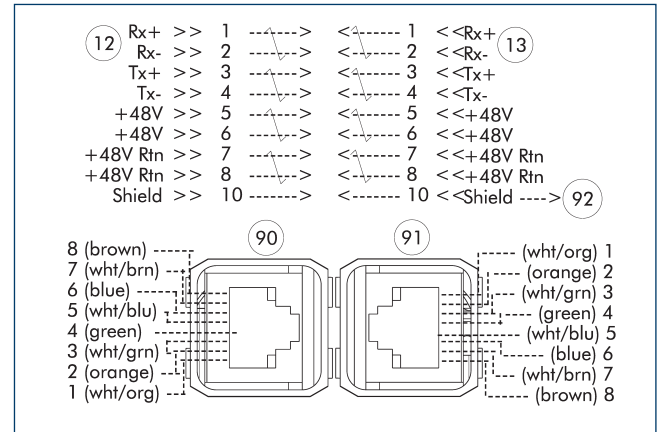 12 Rx+ >> 1 -----> <----- 1 <<Rx+ 13
Rx- >> 2 -----> <----- 2 <<Rx-
Tx+ >> 3 -----> <----- 3 <<Tx+
Tx- >> 4 -----> <----- 4 <<Tx-
+48V >> 5 -----> <----- 5 <<+48V
+48V >> 6 -----> <----- 6 <<+48V
+48V Rtn >> 7 -----> <----- 7 <<+48V Rtn
+48V Rtn >> 8 -----> <----- 8 <<+48V Rtn
Shield >> 10 -----> <----- 10 <<Shield ----> 92
90 91
8 (brown)
7 (wht/brn)
6 (blue)
5 (wht/blu)
4 (green)
3 (wht/grn)
2 (orange)
1 (wht/org)
(wht/org) 1
(orange) 2
(wht/grn) 3
(green) 4
(wht/blu) 5
(blue) 6
(wht/brn) 7
(brown) 8